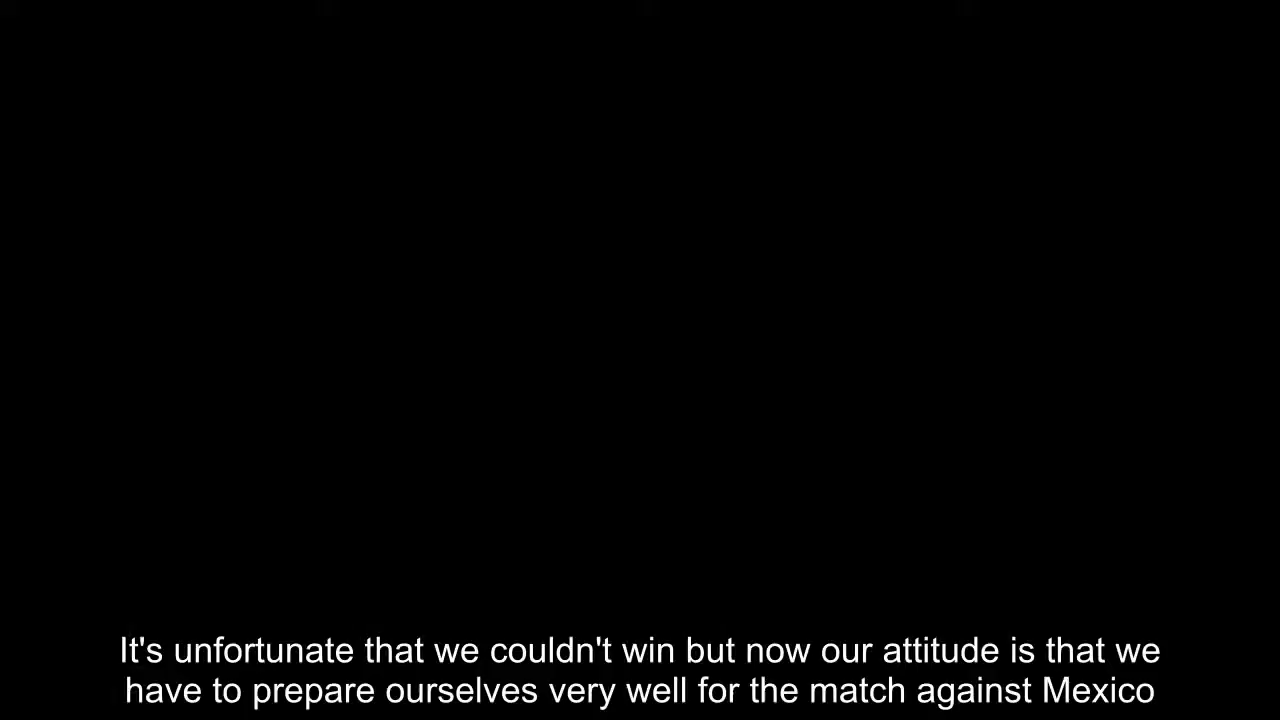 It's unfortunate that we couldn't win but now our attitude is that we
have to prepare ourselves very well for the match against Mexico